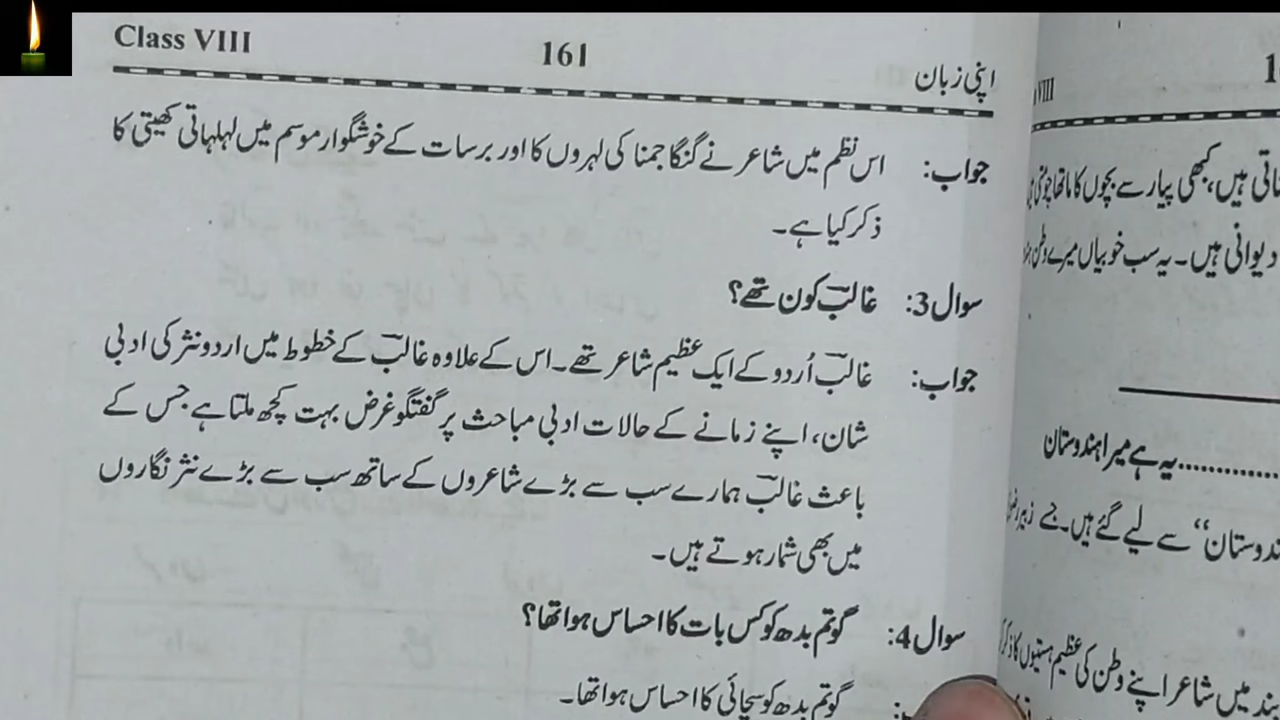 Class VIII 161 اپنی زبان
جواب: اس نظم میں شاعر نے گنگا جمنا کی لہروں کا اور برسات کے خوشگوار موسم میں لہلہاتی کھیتی کا
ذکر کیا ہے۔
سوال 3: غالبؔ کون تھے؟
جواب: غالبؔ اُردو کے ایک عظیم شاعر تھے۔ اس کے علاوہ غالبؔ کے خطوط میں اردو نثر کی ادبی
شان، اپنے زمانے کے حالات ادبی مباحث پر گفتگو غرض بہت کچھ ملتا ہے جس کے
باعث غالبؔ ہمارے سب سے بڑے شاعروں کے ساتھ سب سے بڑے نثر نگاروں
میں بھی شمار ہوتے ہیں۔
سوال 4: گوتم بدھ کو کس بات کا احساس ہوا تھا؟
گوتم بدھ کو سچائی کا احساس ہوا تھا۔
VIII
ہیں، کبھی پیار سے بچوں کا ماتھا
دیوانی ہیں۔ یہ سب خوبیاں میرے وطن
..............یہ ہے میرا ہندوستان
سے لیے گئے ہیں۔ جسے زبیر
میں شاعر اپنے وطن کی عظیم ہستیوں کا ذکر